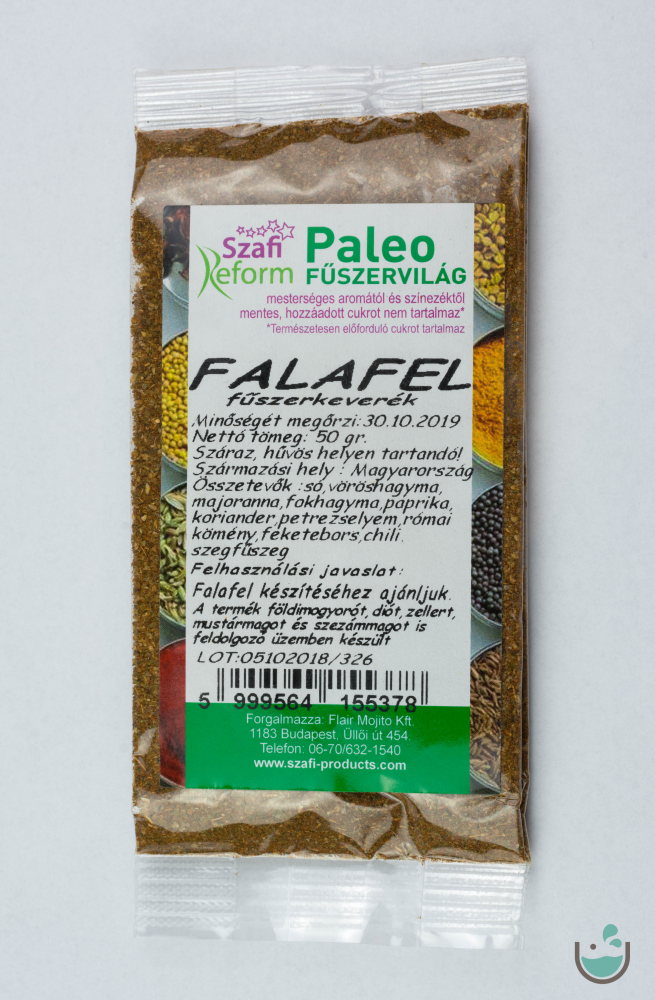 Szafi
Reform
Paleo
FŰSZERVILÁG
mesterséges aromától és színezéktől
mentes, hozzáadott cukrot nem tartalmaz*
*Természetesen előforduló cukrot tartalmaz
FALAFEL
fűszerkeverék
Minőségét megőrzi:30.10.2019
Nettó tömeg: 50 gr.
Száraz, hűvös helyen tartandó!
Származási hely : Magyarország
Összetevők :só,vöröshagyma,
majoranna,fokhagyma,paprika,
koriander,petrezselyem,római
kömény,feketebors,chili,
szegfűszeg
Felhasználási javaslat:
Falafel készítéséhez ajánljuk.
A termék földimogyorót,diót,zellert,
mustármagot és szezámmagot is
feldolgozó üzemben készült
LOT:05102018/326
5 999564 155378
Forgalmazza: Flair Mojito Kft.
1183 Budapest, Üllői út 454.
Telefon: 06-70/632-1540
www.szafi-products.com